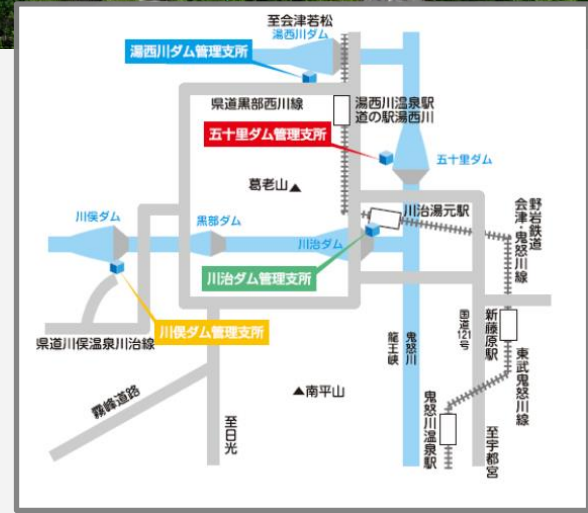 至会津若松
湯西川ダム
湯西川ダム管理支所
県道黒部西川線
湯西川温泉駅
道の駅湯西川
五十里ダム管理支所
五十里ダム
葛老山▲
川治湯元駅
野岩鉄道
会津・鬼怒川線
川俣ダム
黒部ダム
川治ダム
川治ダム管理支所
川俣ダム管理支所
県道川俣温泉川治線
霧峰道路
至日光
▲南平山
鬼怒川
龍王峡
国道121号
新藤原駅
東武鬼怒川線
鬼怒川温泉駅
至宇都宮